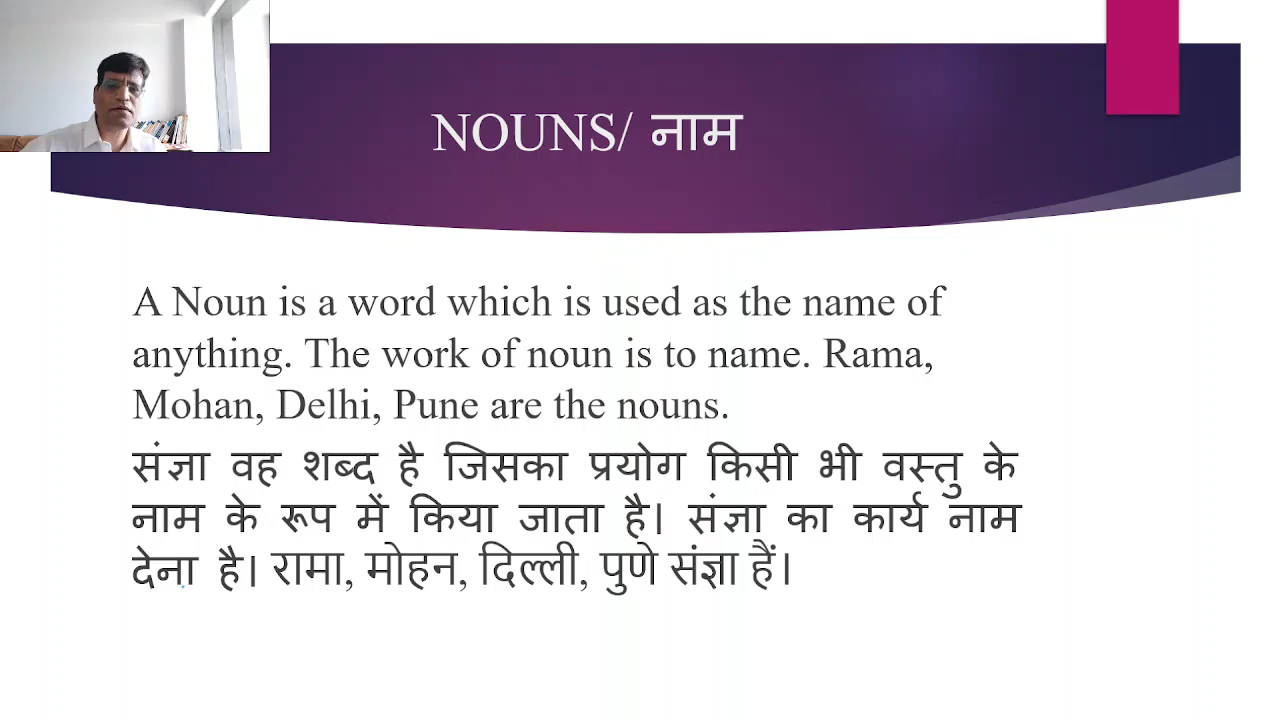 NOUNS/ नाम
A Noun is a word which is used as the name of
anything. The work of noun is to name. Rama,
Mohan, Delhi, Pune are the nouns.
संज्ञा वह शब्द है जिसका प्रयोग किसी भी वस्तु के
नाम के रूप में किया जाता है। संज्ञा का कार्य नाम
देना है। रामा, मोहन, दिल्ली, पुणे संज्ञा हैं।